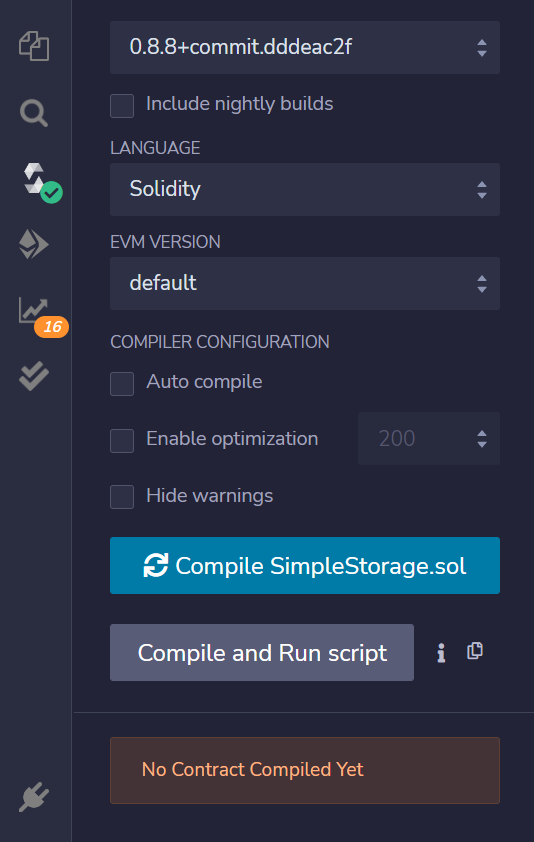 0.8.8+commit.dddeac2f
Include nightly builds
LANGUAGE
Solidity
EVM VERSION
default
COMPILER CONFIGURATION
16
Auto compile
Enable optimization 200
Hide warnings
Compile SimpleStorage.sol
Compile and Run script
No Contract Compiled Yet